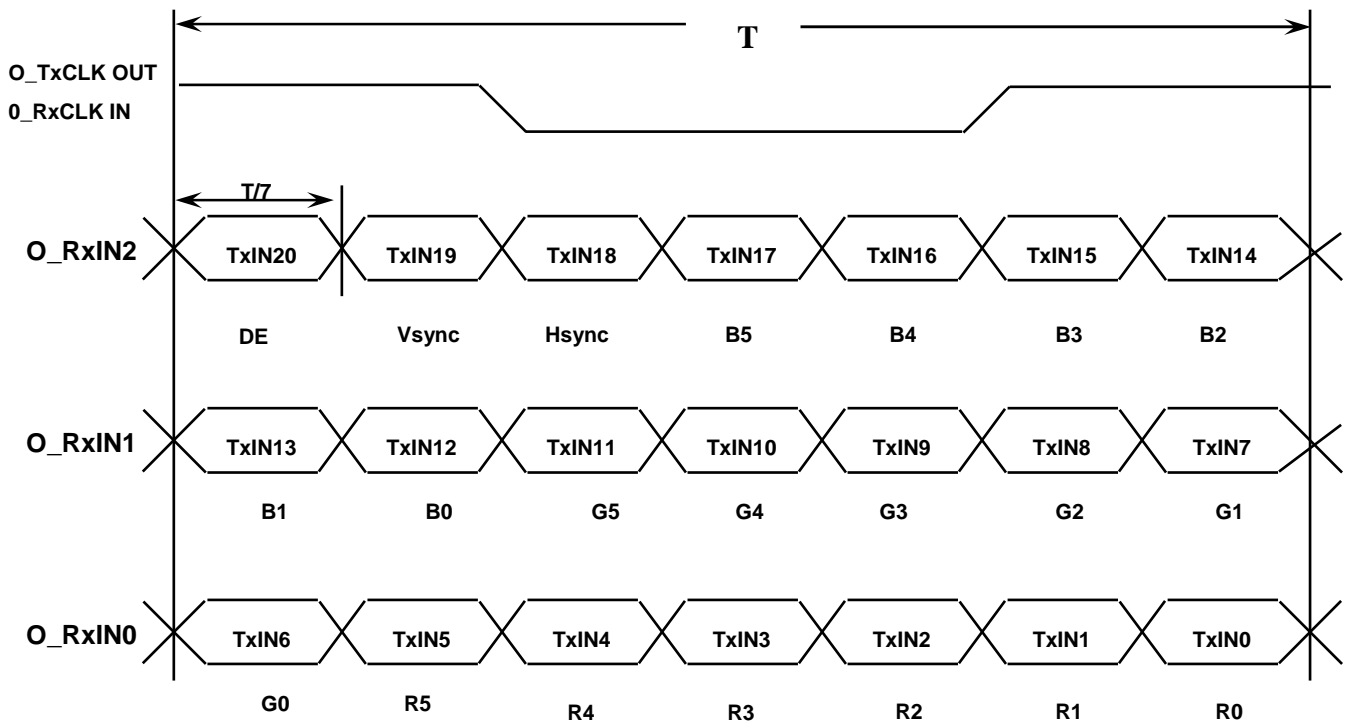 T
O_TxCLK OUT
0_RxCLK IN
T/7
O_RxIN2 TxIN20 TxIN19 TxIN18 TxIN17 TxIN16 TxIN15 TxIN14
DE Vsync Hsync B5 B4 B3 B2
O_RxIN1 TxIN13 TxIN12 TxIN11 TxIN10 TxIN9 TxIN8 TxIN7
B1 B0 G5 G4 G3 G2 G1
O_RxIN0 TxIN6 TxIN5 TxIN4 TxIN3 TxIN2 TxIN1 TxIN0
G0 R5 R4 R3 R2 R1 R0